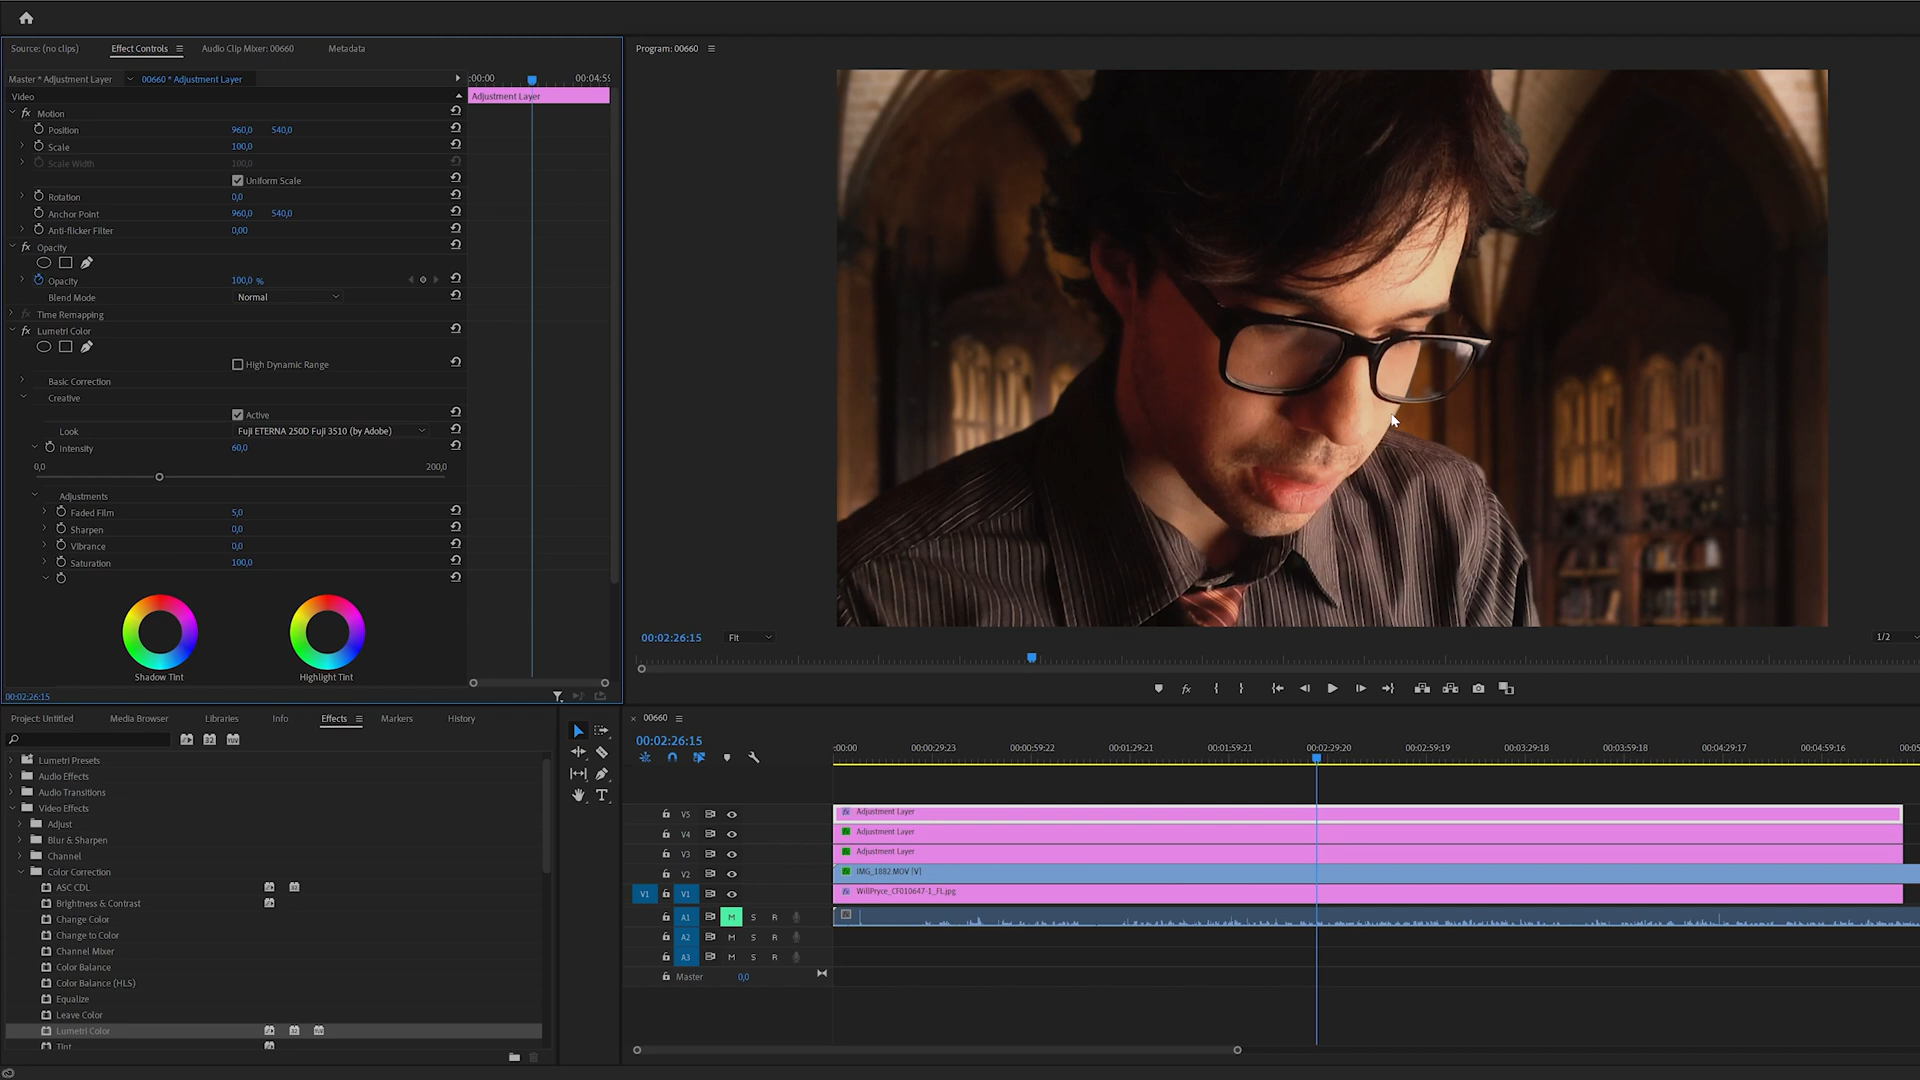 Source: (no clips)
Effect Controls
Audio Clip Mixer: 00660
Metadata
Master * Adjustment Layer
00660 * Adjustment Layer
:00:00
00:04:59
Video
Adjustment Layer
fx Motion
Position 960,0 540,0
Scale 100,0
Scale Width 100,0
Uniform Scale
Rotation 0,0
Anchor Point 960,0 540,0
Anti-flicker Filter 0,00
fx Opacity
Opacity 100,0 %
Blend Mode Normal
fx Time Remapping
fx Lumetri Color
High Dynamic Range
Basic Correction
Creative
Active
Look Fuji ETERNA 250D Fuji 3510 (by Adobe)
Intensity 60,0
0,0 200,0
Adjustments
Faded Film 5,0
Sharpen 0,0
Vibrance 0,0
Saturation 100,0
Shadow Tint
Highlight Tint
00:02:26:15
Program: 00660
00:02:26:15
Fit
1/2
fx
Project: Untitled
Media Browser
Libraries
Info
Effects
Markers
History
Lumetri Presets
Audio Effects
Audio Transitions
Video Effects
Adjust
Blur & Sharpen
Channel
Color Correction
ASC CDL
Brightness & Contrast
Change Color
Change to Color
Channel Mixer
Color Balance
Color Balance (HLS)
Equalize
Leave Color
Lumetri Color
Tint
T
00660
00:02:26:15
:00:00
00:00:29:23
00:00:59:22
00:01:29:21
00:01:59:21
00:02:29:20
00:02:59:19
00:03:29:18
00:03:59:18
00:04:29:17
00:04:59:16
00:05
V5 Adjustment Layer
V4 Adjustment Layer
V3 Adjustment Layer
V2 IMG_1882.MOV [V]
V1 V1 WillPryce_CF010647-1_FL.jpg
A1 M S R
A2 M S R
A3 M S R
Master 0,0